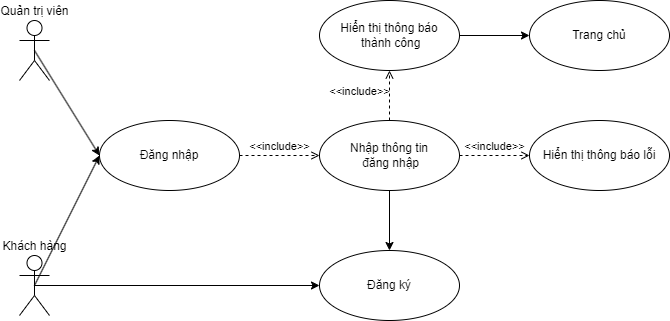 Quản trị viên
Hiển thị thông báo
thành công
Trang chủ
<<include>>
Đăng nhập
<<include>>
Nhập thông tin
đăng nhập
<<include>>
Hiển thị thông báo lỗi
Khách hàng
Đăng ký